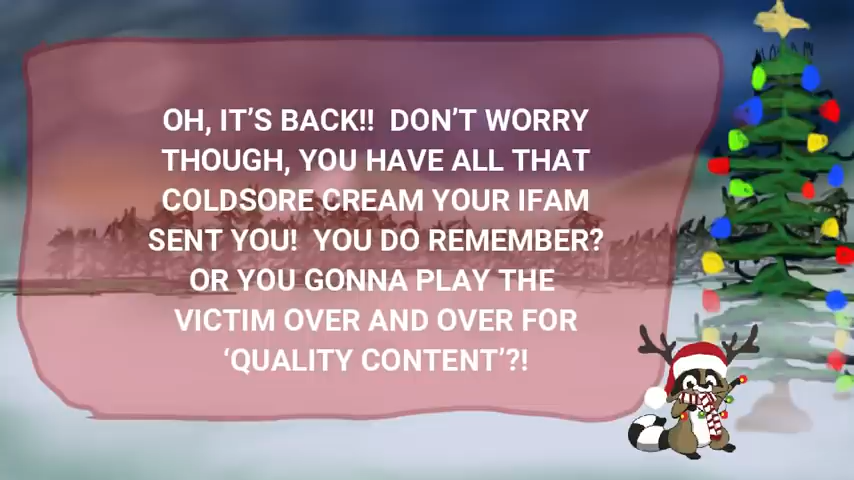 OH, IT’S BACK!! DON’T WORRY
THOUGH, YOU HAVE ALL THAT
COLDSORE CREAM YOUR IFAM
SENT YOU! YOU DO REMEMBER?
OR YOU GONNA PLAY THE
VICTIM OVER AND OVER FOR
‘QUALITY CONTENT’?!